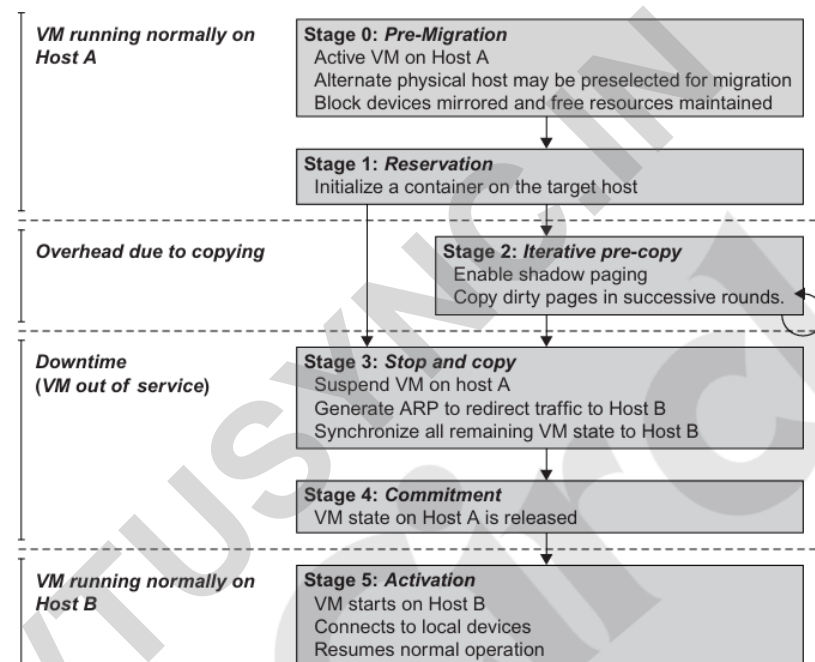 VM running normally on
Host A
Stage 0: Pre-Migration
Active VM on Host A
Alternate physical host may be preselected for migration
Block devices mirrored and free resources maintained
Stage 1: Reservation
Initialize a container on the target host
Overhead due to copying
Stage 2: Iterative pre-copy
Enable shadow paging
Copy dirty pages in successive rounds.
Downtime
(VM out of service)
Stage 3: Stop and copy
Suspend VM on host A
Generate ARP to redirect traffic to Host B
Synchronize all remaining VM state to Host B
Stage 4: Commitment
VM state on Host A is released
VM running normally on
Host B
Stage 5: Activation
VM starts on Host B
Connects to local devices
Resumes normal operation
VTUSYNC.IN